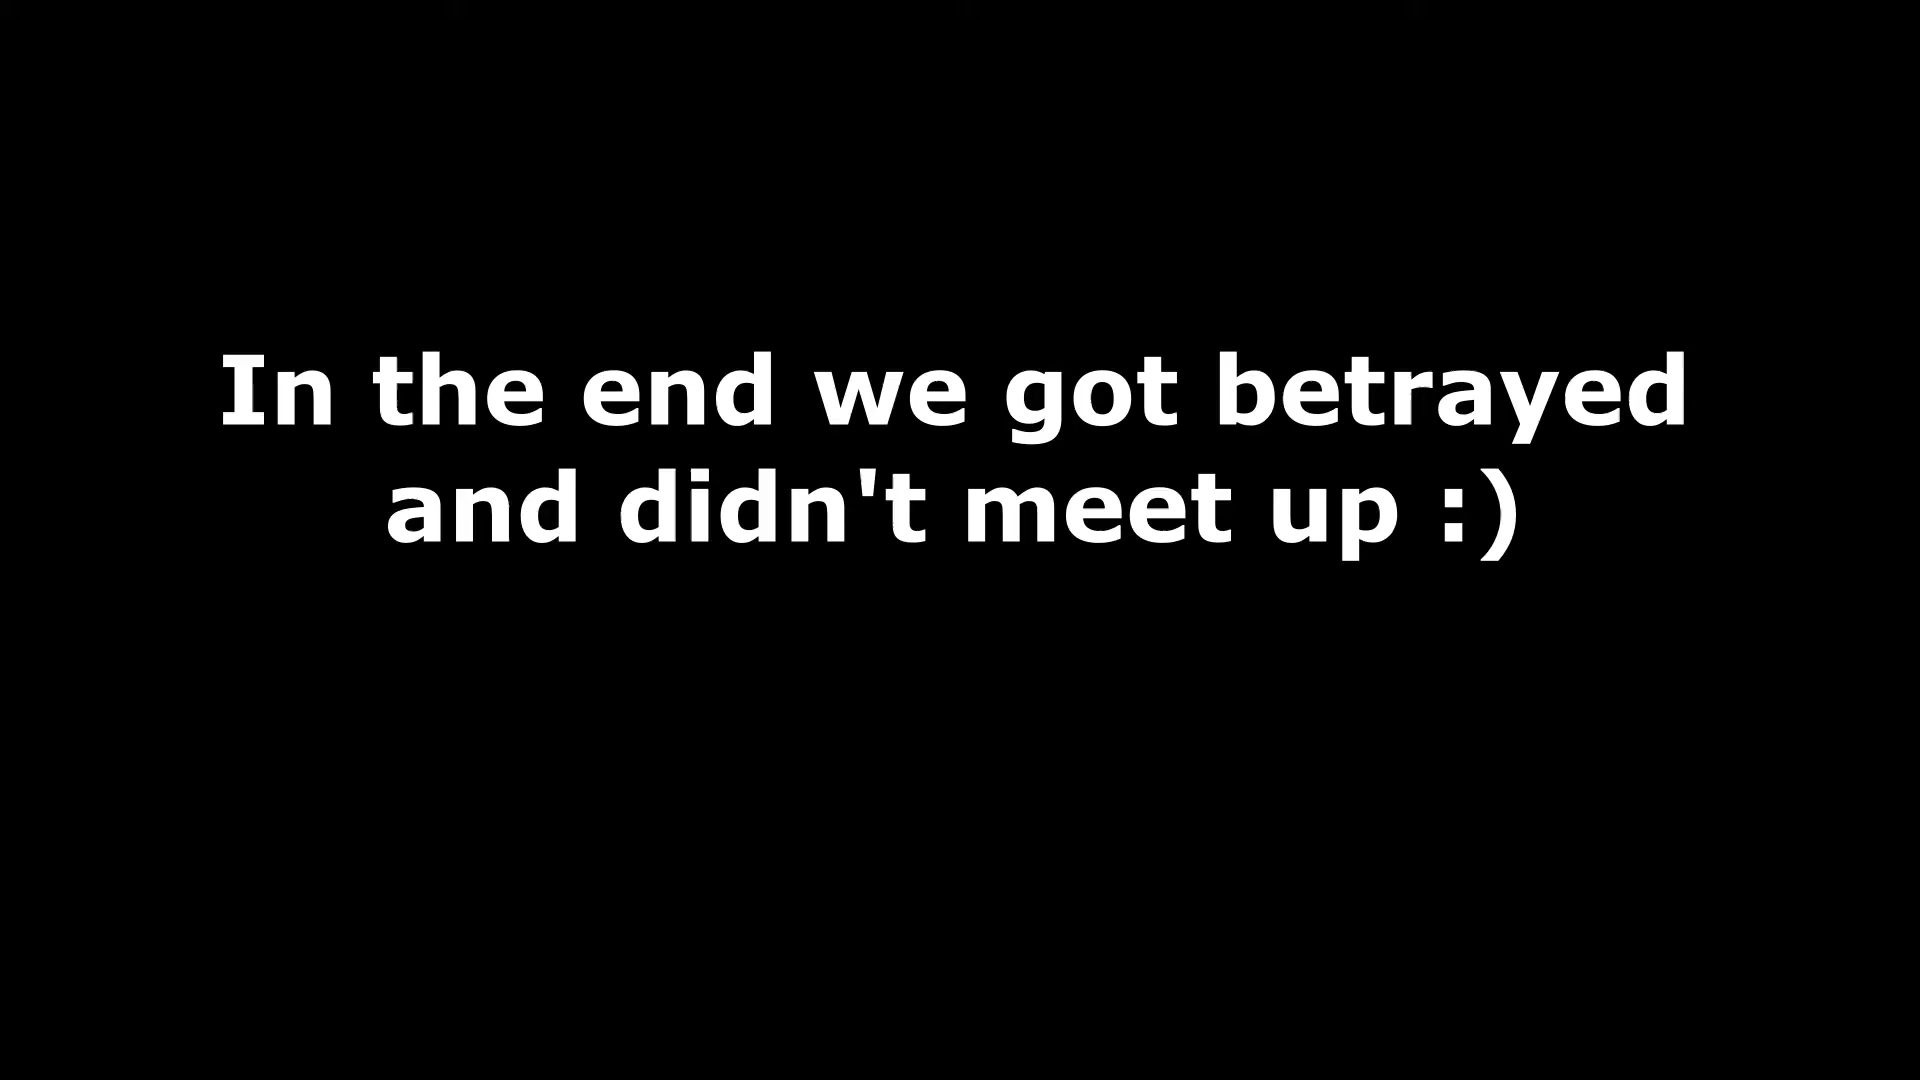 In the end we got betrayed
and didn't meet up :)